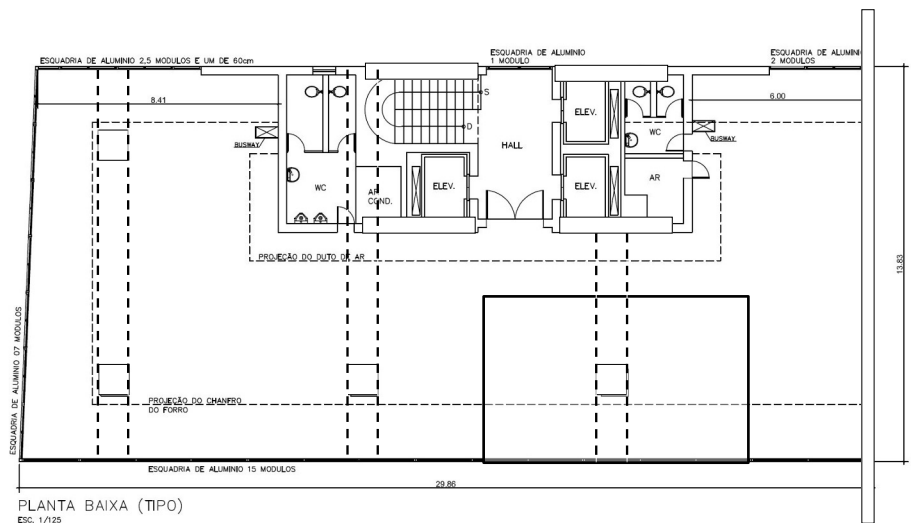 ESQUADRIA DE ALUMINIO 2,5 MODULOS E UM DE 60cm
ESQUADRIA DE ALUMINIO
1 MODULO
ESQUADRIA DE ALUMINI
2 MODULOS
8.41
6.00
S
D
ELEV.
HALL
WC
BUSWAY
BUSWAY
WC
AR
COND.
ELEV.
ELEV.
AR
PROJEÇÃO DO DUTO DE AR
13.83
ESQUADRIA DE ALUMINIO 07 MODULOS
PROJEÇÃO DO CHANFRO
DO FORRO
ESQUADRIA DE ALUMINIO 15 MODULOS
29.86
PLANTA BAIXA (TIPO)
ESC. 1/125